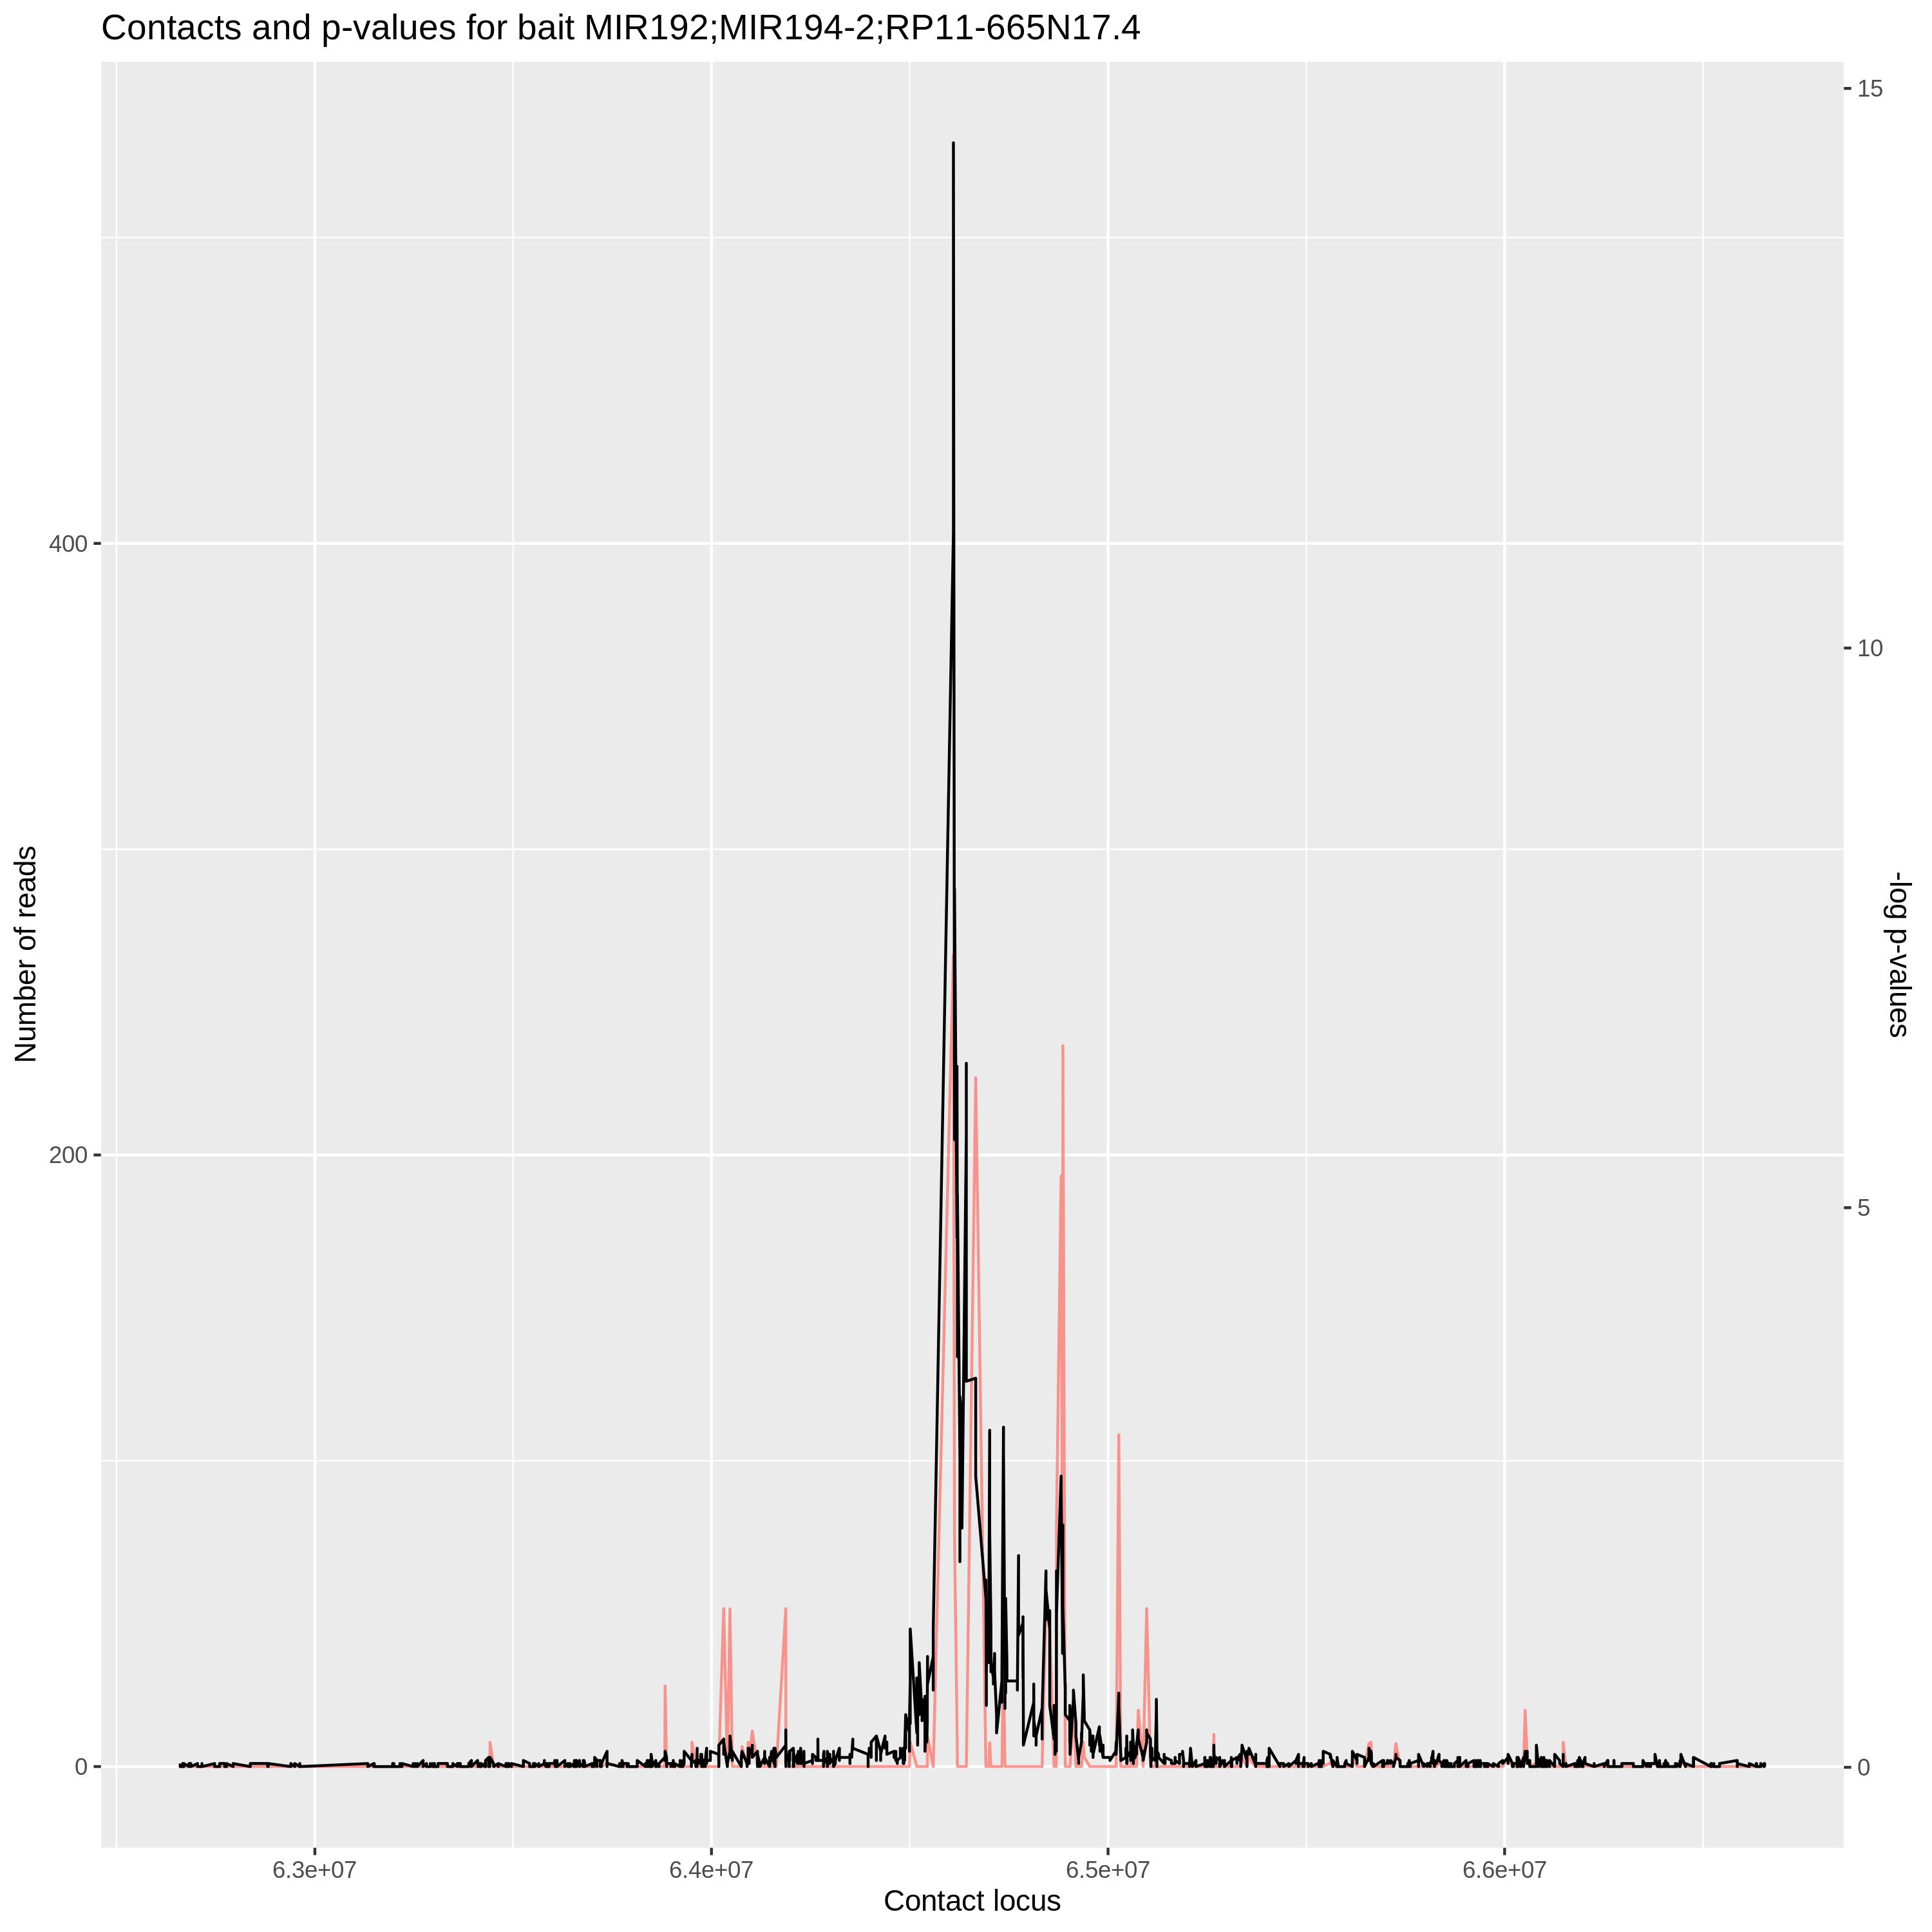 Contacts and p-values for bait MIR192;MIR194-2;RP11-665N17.4
15
400
10
Number of reads
-log p-values
200
5
0
0
6.3e+07
6.4e+07
6.5e+07
6.6e+07
Contact locus